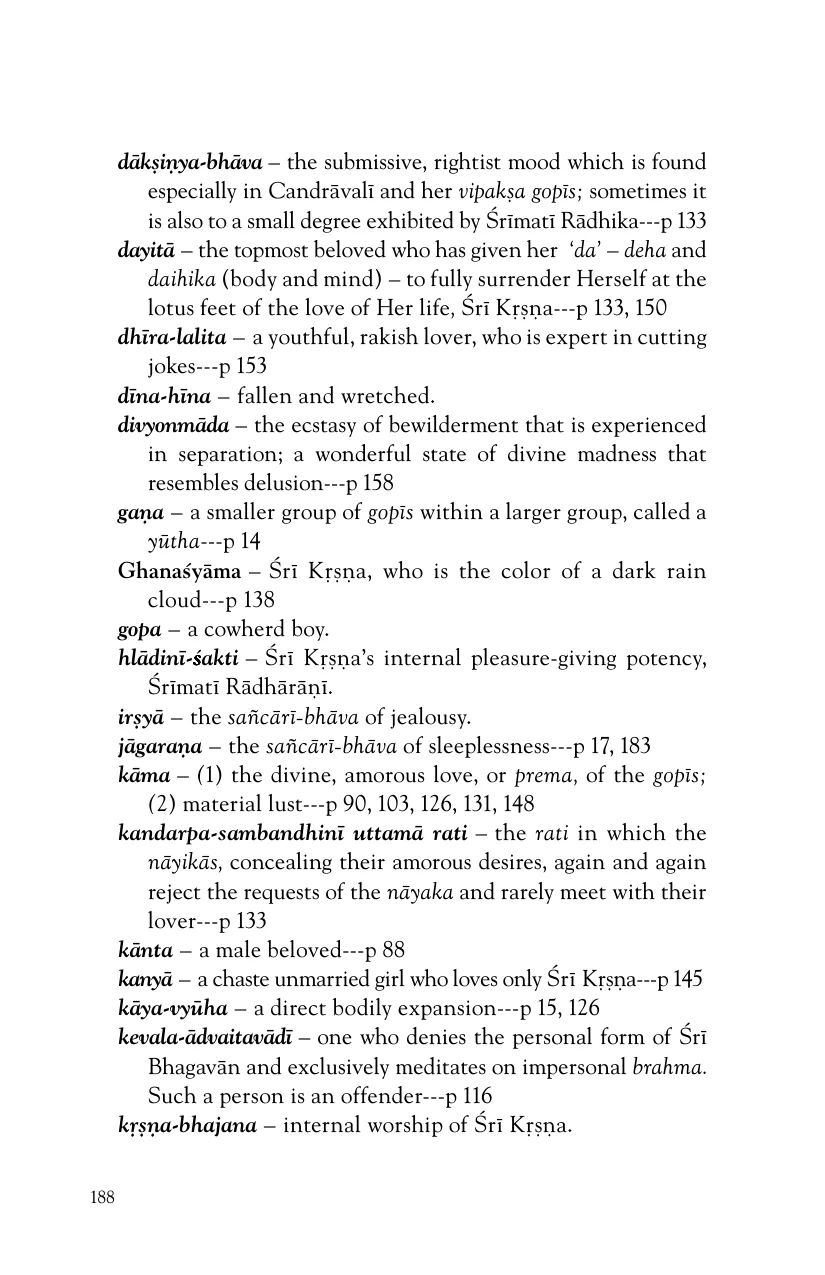 dākṣiṇya-bhāva – the submissive, rightist mood which is found
especially in Candrāvalī and her vipakṣa gopīs; sometimes it
is also to a small degree exhibited by Śrīmatī Rādhika---p 133
dayitā – the topmost beloved who has given her ‘da’ – deha and
daihika (body and mind) – to fully surrender Herself at the
lotus feet of the love of Her life, Śrī Kṛṣṇa---p 133, 150
dhīra-lalita – a youthful, rakish lover, who is expert in cutting
jokes---p 153
dīna-hīna – fallen and wretched.
divyonmāda – the ecstasy of bewilderment that is experienced
in separation; a wonderful state of divine madness that
resembles delusion---p 158
gaṇa – a smaller group of gopīs within a larger group, called a
yūtha---p 14
Ghanaśyāma – Śrī Kṛṣṇa, who is the color of a dark rain
cloud---p 138
gopa – a cowherd boy.
hlādinī-śakti – Śrī Kṛṣṇa’s internal pleasure-giving potency,
Śrīmatī Rādhārāṇī.
irṣyā – the sañcārī-bhāva of jealousy.
jāgaraṇa – the sañcārī-bhāva of sleeplessness---p 17, 183
kāma – (1) the divine, amorous love, or prema, of the gopīs;
(2) material lust---p 90, 103, 126, 131, 148
kandarpa-sambandhinī uttamā rati – the rati in which the
nāyikās, concealing their amorous desires, again and again
reject the requests of the nāyaka and rarely meet with their
lover---p 133
kānta – a male beloved---p 88
kanyā – a chaste unmarried girl who loves only Śrī Kṛṣṇa---p 145
kāya-vyūha – a direct bodily expansion---p 15, 126
kevala-ādvaitavādī – one who denies the personal form of Śrī
Bhagavān and exclusively meditates on impersonal brahma.
Such a person is an offender---p 116
kṛṣṇa-bhajana – internal worship of Śrī Kṛṣṇa.
188